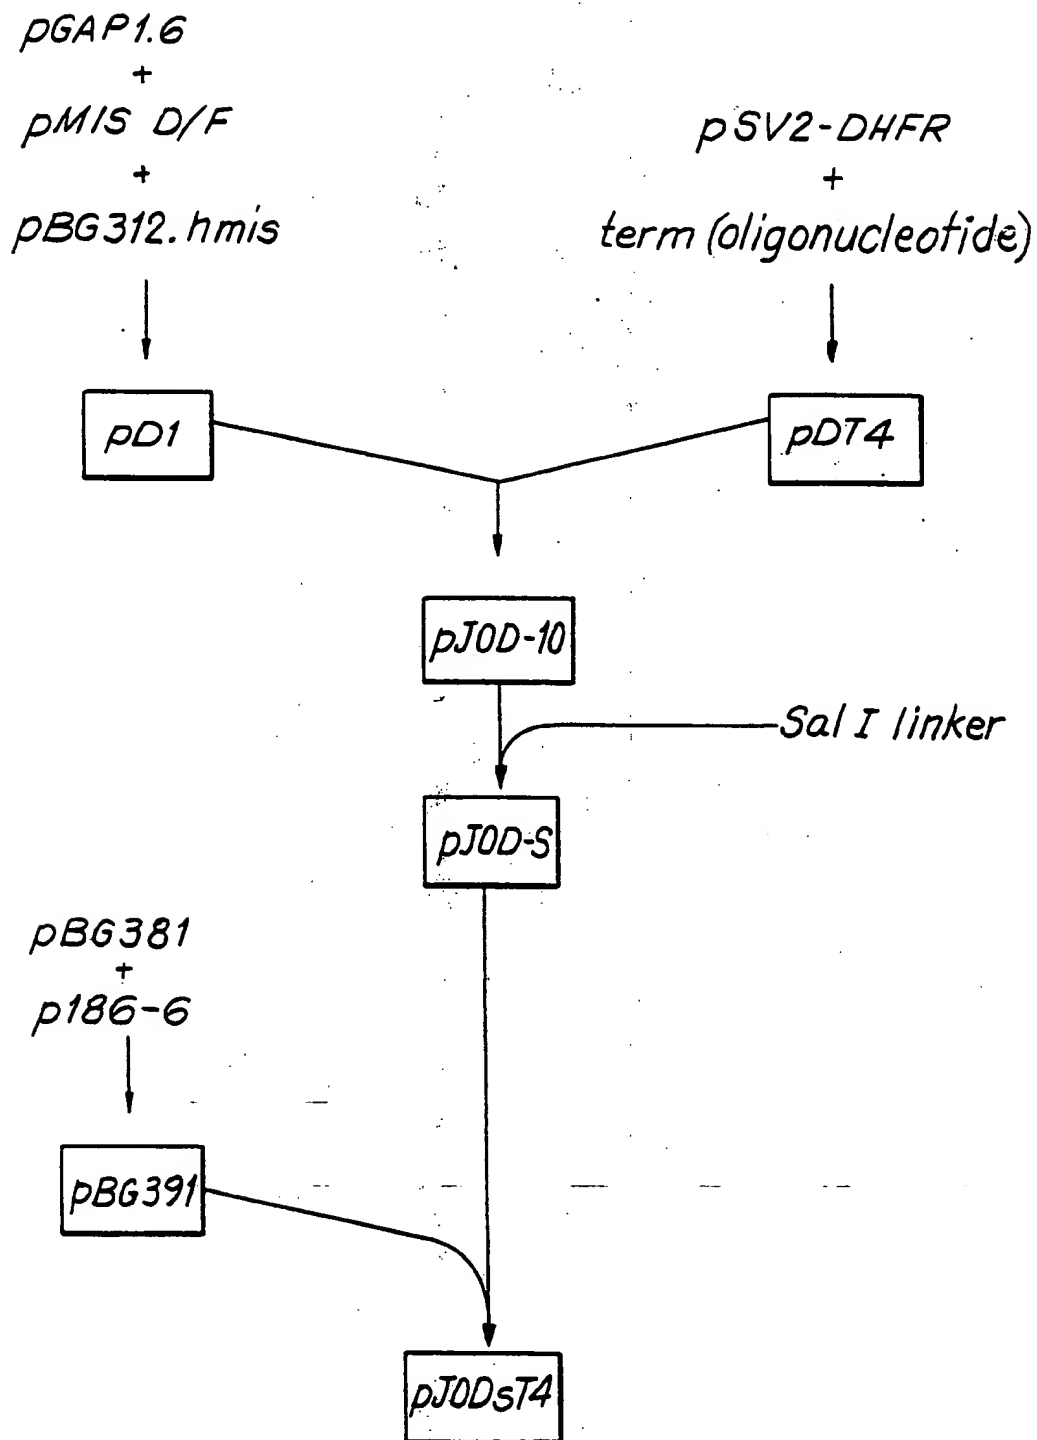 pGAP1.6
+
pMIS D/F
+
pBG312.hmis
pSV2-DHFR
+
term (oligonucleotide)
pD1
pDT4
pJOD-10
Sal I linker
pJOD-S
pBG381
+
p186-6
pBG391
pJODsT4